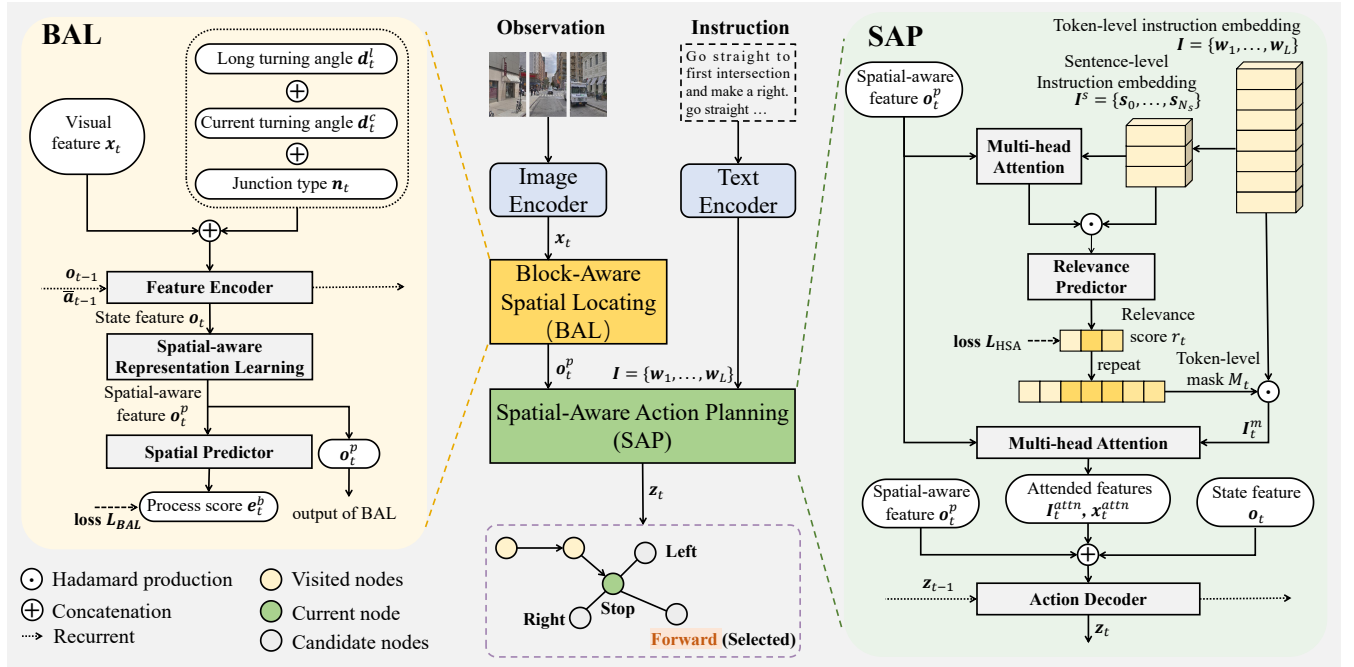 BAL
Long turning angle d_t^l
Current turning angle d_t^c
Junction type n_t
Visual
feature x_t
o_{t-1}
a̅_{t-1}
Feature Encoder
State feature o_t
Spatial-aware
Representation Learning
Spatial-aware
feature o_t^p
Spatial Predictor
o_t^p
Process score e_t^b
loss L_{BAL}
output of BAL
Hadamard production
Concatenation
Recurrent
Visited nodes
Current node
Candidate nodes
Observation
Instruction
Go straight to
first intersection
and make a right.
go straight ...
Image
Encoder
Text
Encoder
x_t
Block-Aware
Spatial Locating
(BAL)
o_t^p
I = {w_1, ..., w_L}
Spatial-Aware Action Planning
(SAP)
z_t
Left
Stop
Right
Forward (Selected)
SAP
Token-level instruction embedding
I = {w_1, ..., w_L}
Sentence-level
Instruction embedding
I^s = {s_0, ..., s_{N_s}}
Spatial-aware
feature o_t^p
Multi-head
Attention
Relevance
Predictor
Relevance
score r_t
loss L_{HSA}
repeat
Token-level
mask M_t
I_t^m
Multi-head Attention
Spatial-aware
feature o_t^p
Attended features
I_t^{attn}, x_t^{attn}
State feature
o_t
z_{t-1}
Action Decoder
z_t